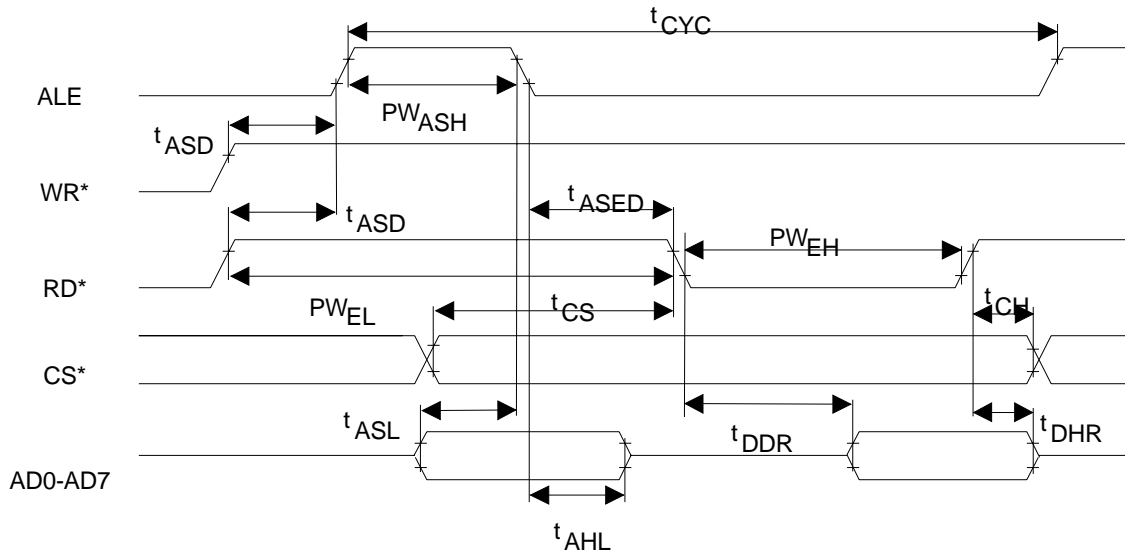 tCYC
ALE
PWASH
tASD
WR*
tASED
tASD
PWEH
RD*
PWEL
tCS
tCH
CS*
tASL
tDDR
tDHR
AD0-AD7
tAHL